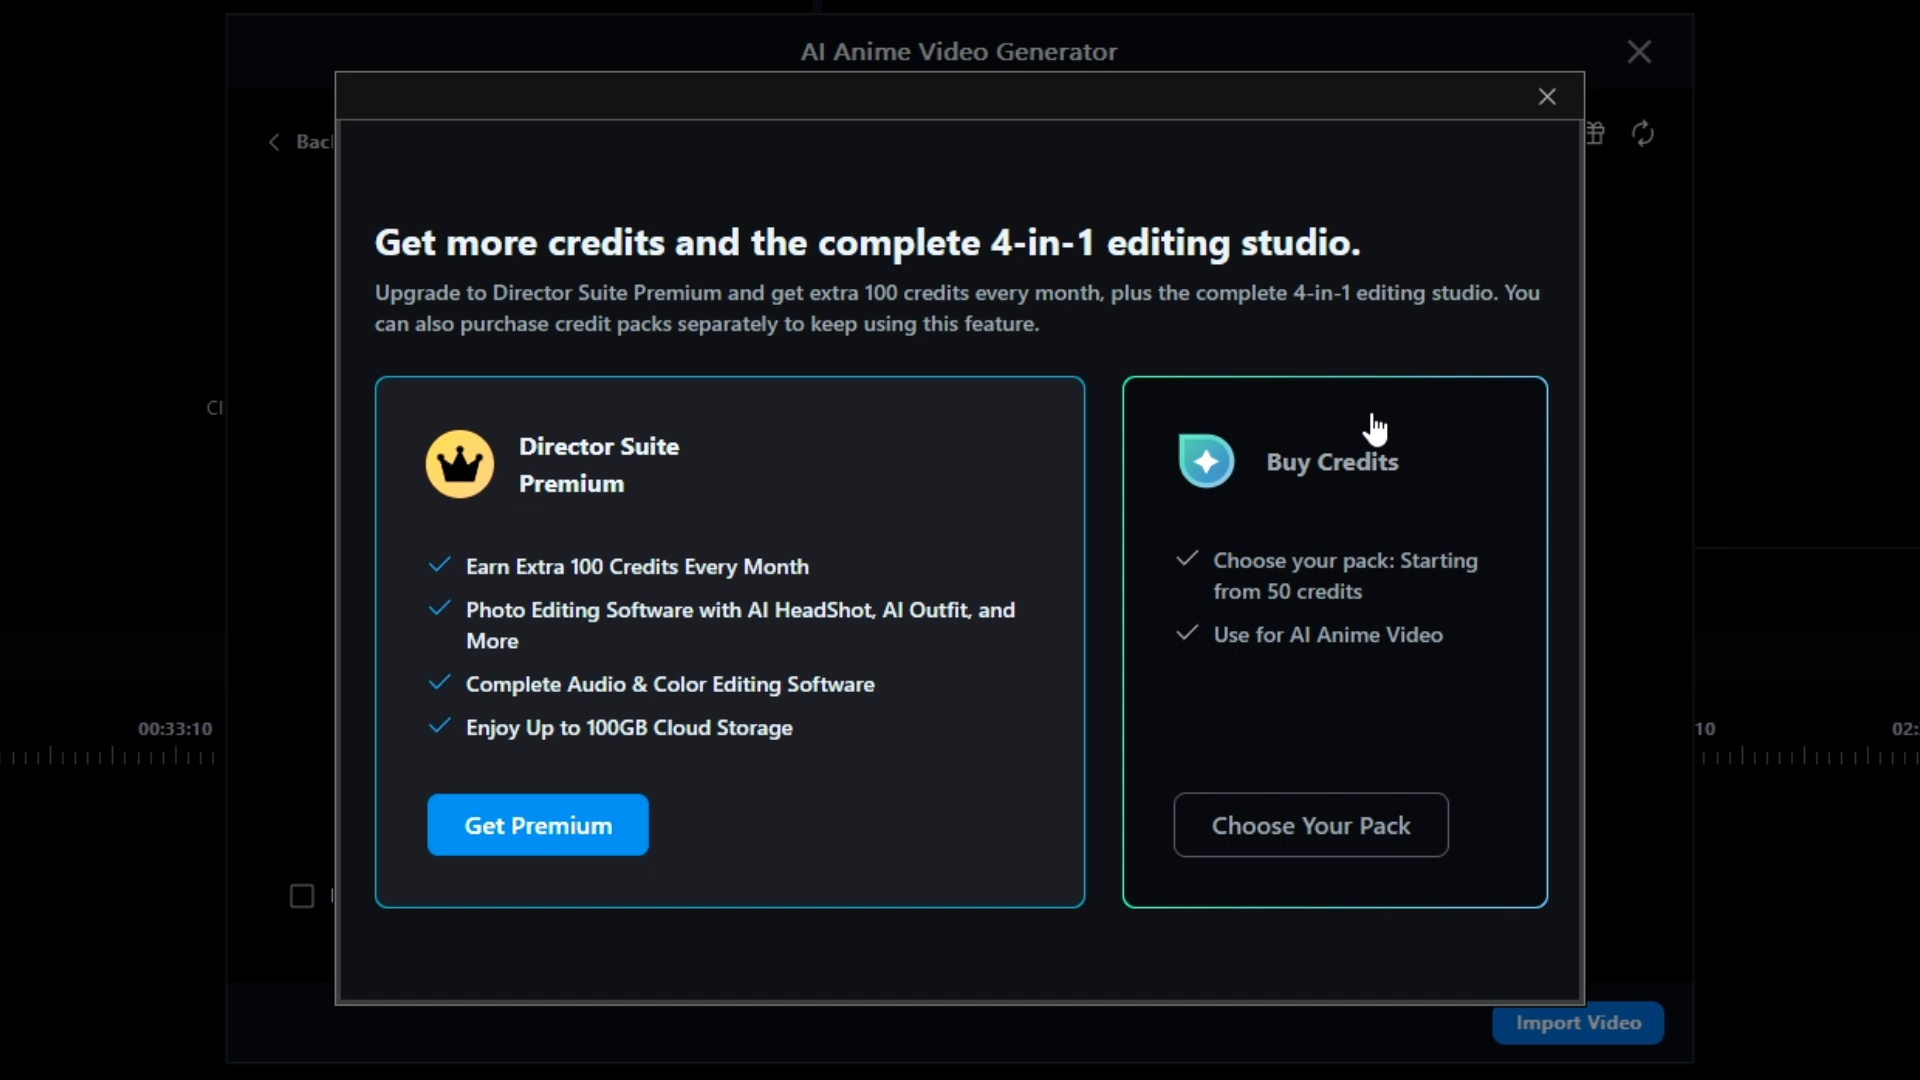 AI Anime Video Generator
Back
Get more credits and the complete 4-in-1 editing studio.
Upgrade to Director Suite Premium and get extra 100 credits every month, plus the complete 4-in-1 editing studio. You
can also purchase credit packs separately to keep using this feature.
Director Suite
Premium
Earn Extra 100 Credits Every Month
Photo Editing Software with AI HeadShot, AI Outfit, and
More
Complete Audio & Color Editing Software
Enjoy Up to 100GB Cloud Storage
Get Premium
Buy Credits
Choose your pack: Starting
from 50 credits
Use for AI Anime Video
Choose Your Pack
00:33:10
10
02:
Import Video